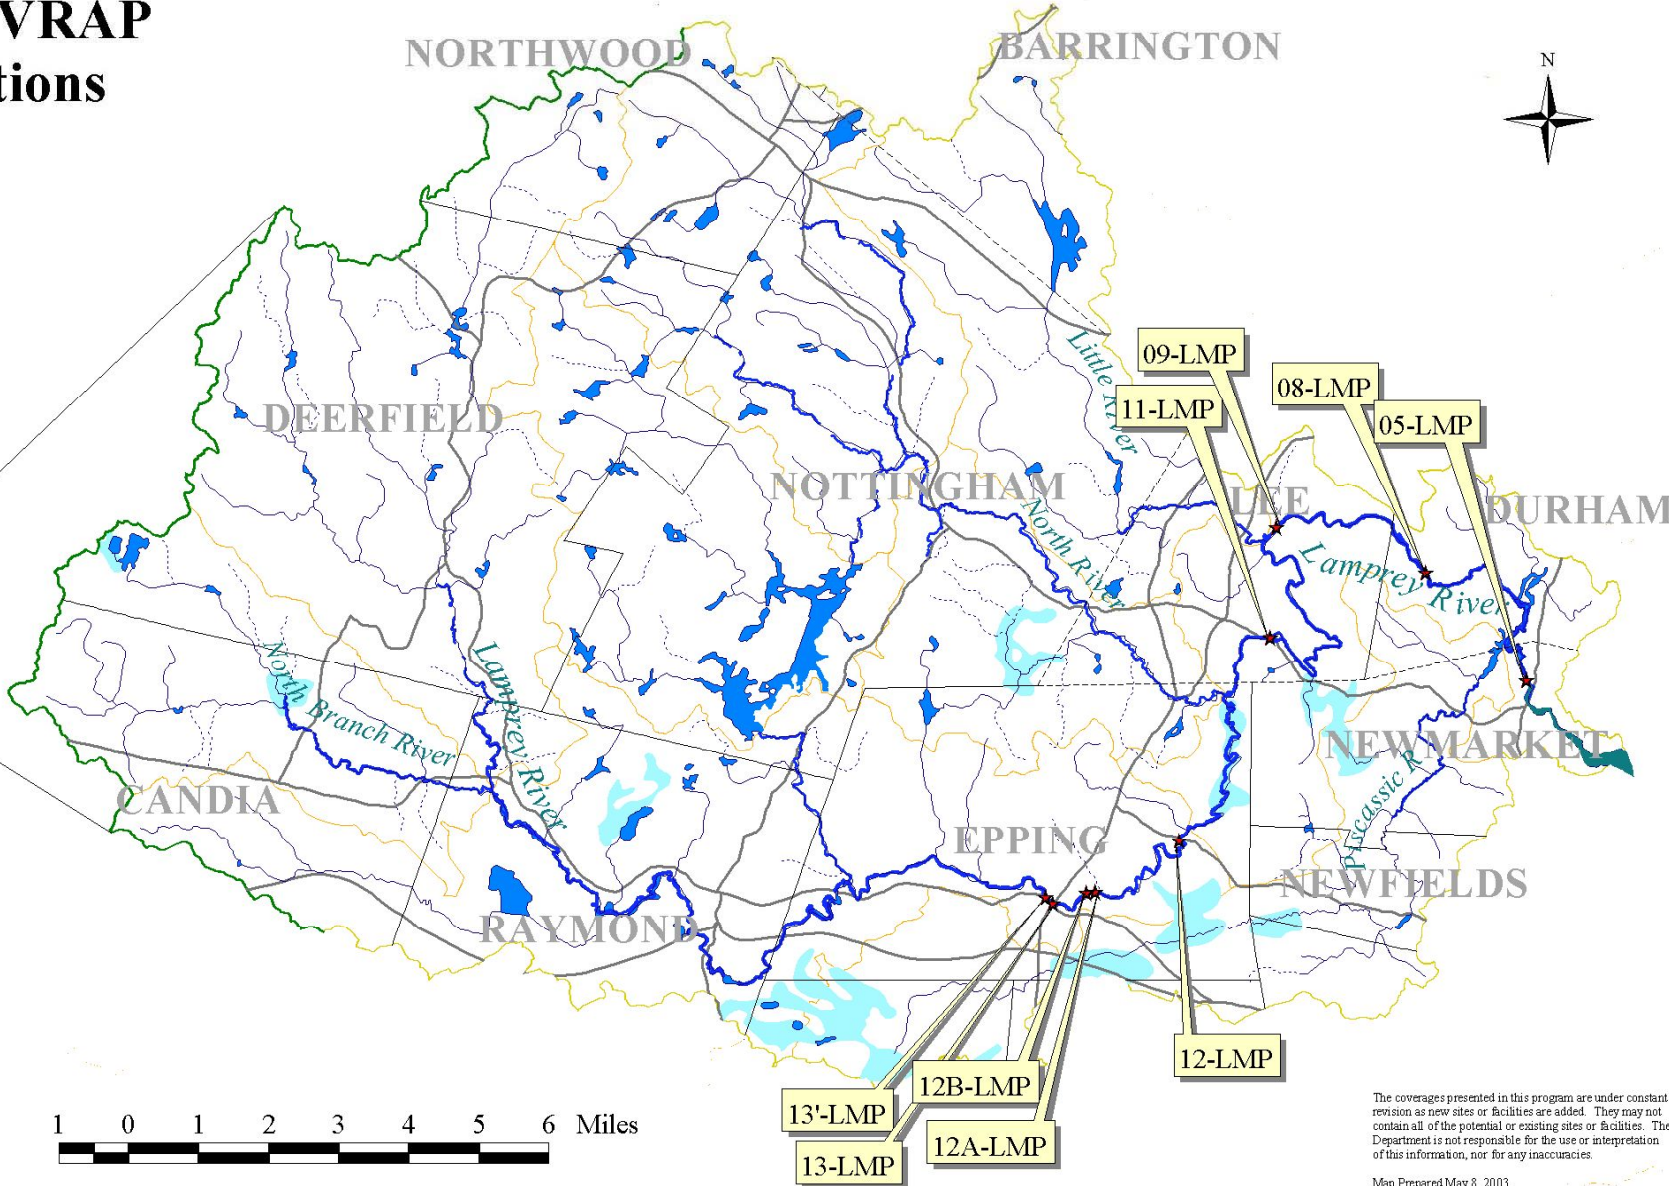 VRAP
tions
NORTHWOOD
BARRINGTON
N
Little River
09-LMP
08-LMP
11-LMP
05-LMP
DEERFIELD
NOTTINGHAM
LEE
DURHAM
North River
Lamprey River
North Branch River
Lamprey River
NEWMARKET
CANDIA
Piscassic R
EPPING
NEWFIELDS
RAYMOND
12-LMP
12B-LMP
13'-LMP
12A-LMP
13-LMP
1 0 1 2 3 4 5 6 Miles
The coverages presented in this program are under constant
revision as new sites or facilities are added. They may not
contain all of the potential or existing sites or facilities. The
Department is not responsible for the use or interpretation
of this information, nor for any inaccuracies.
Map Prepared May 8, 2003